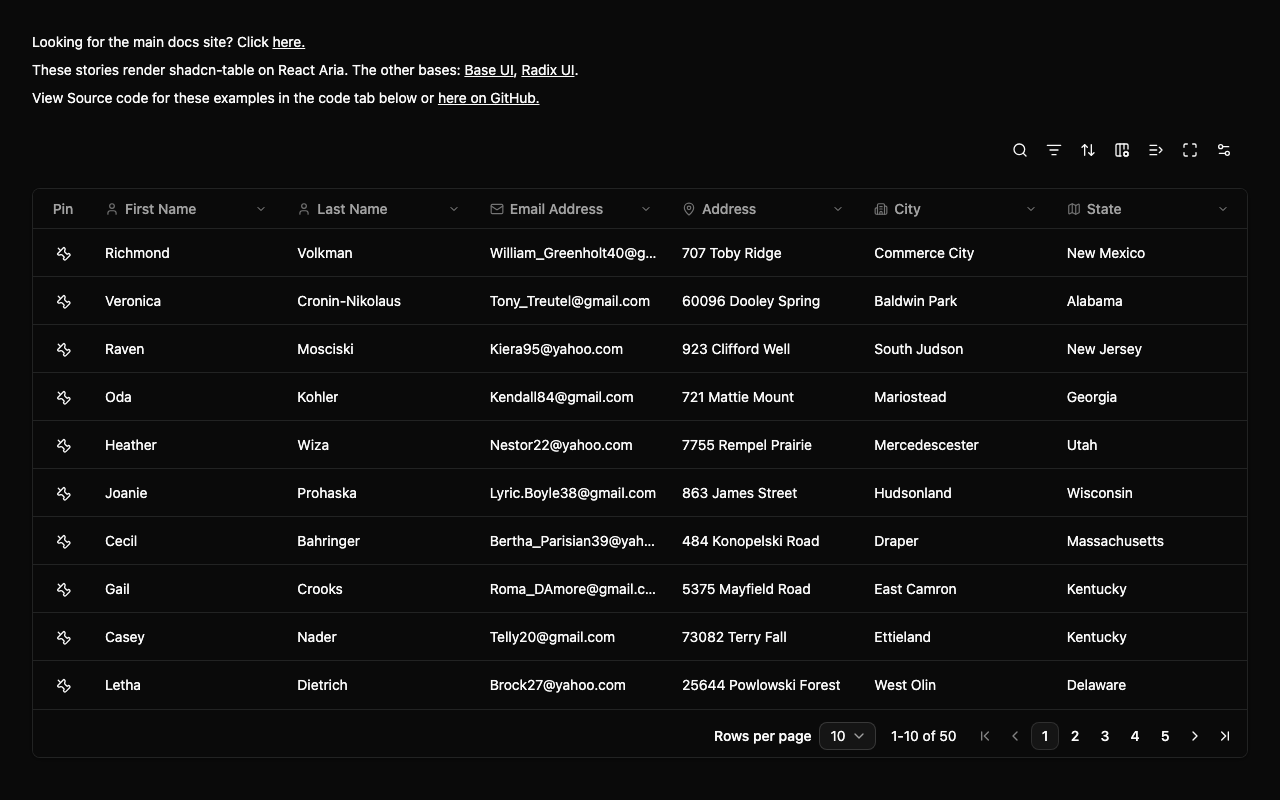 Looking for the main docs site? Click here.
These stories render shadcn-table on React Aria. The other bases: Base UI, Radix UI.
View Source code for these examples in the code tab below or here on GitHub.
Pin First Name Last Name Email Address Address City State
Richmond Volkman William_Greenholt40@g... 707 Toby Ridge Commerce City New Mexico
Veronica Cronin-Nikolaus Tony_Treutel@gmail.com 60096 Dooley Spring Baldwin Park Alabama
Raven Mosciski Kiera95@yahoo.com 923 Clifford Well South Judson New Jersey
Oda Kohler Kendall84@gmail.com 721 Mattie Mount Mariostead Georgia
Heather Wiza Nestor22@yahoo.com 7755 Rempel Prairie Mercedescester Utah
Joanie Prohaska Lyric.Boyle38@gmail.com 863 James Street Hudsonland Wisconsin
Cecil Bahringer Bertha_Parisian39@yah... 484 Konopelski Road Draper Massachusetts
Gail Crooks Roma_DAmore@gmail.c... 5375 Mayfield Road East Camron Kentucky
Casey Nader Telly20@gmail.com 73082 Terry Fall Ettieland Kentucky
Letha Dietrich Brock27@yahoo.com 25644 Powlowski Forest West Olin Delaware
Rows per page 10 1-10 of 50 1 2 3 4 5